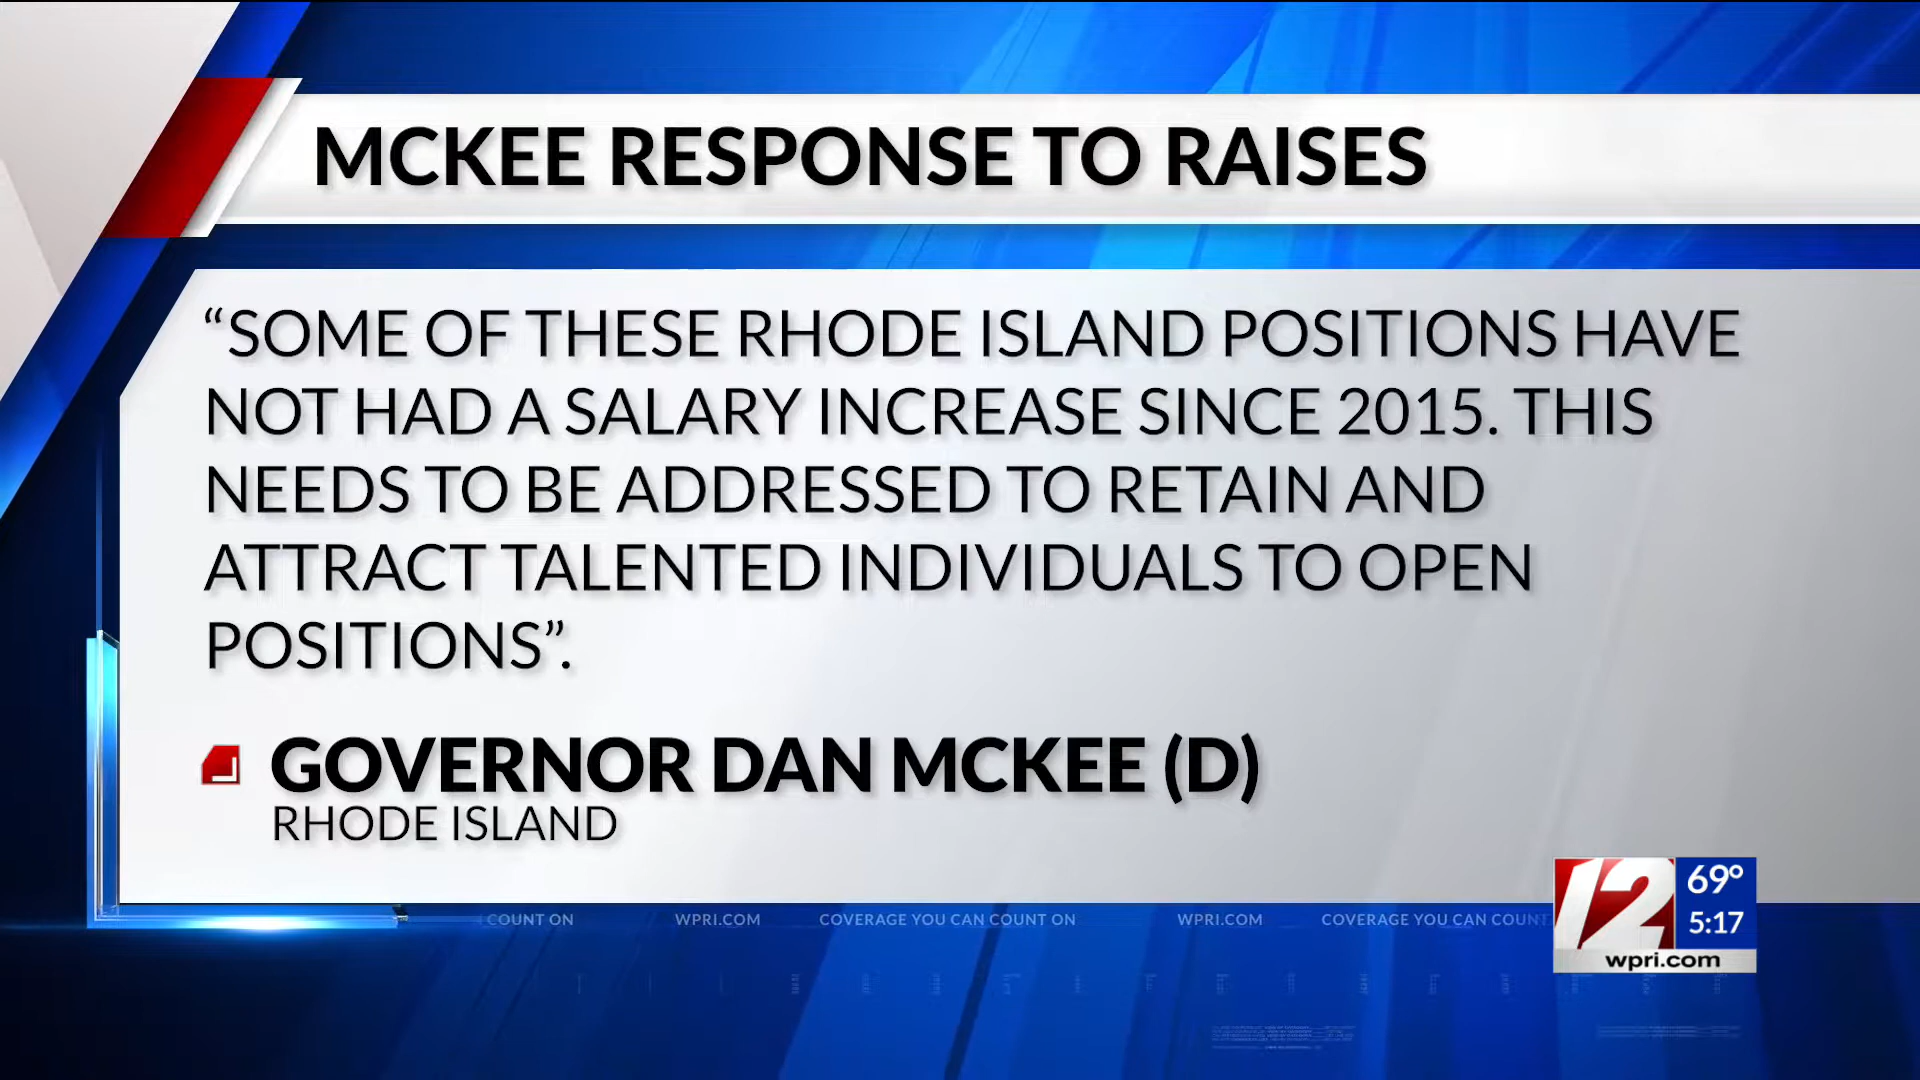 MCKEE RESPONSE TO RAISES
“SOME OF THESE RHODE ISLAND POSITIONS HAVE
NOT HAD A SALARY INCREASE SINCE 2015. THIS
NEEDS TO BE ADDRESSED TO RETAIN AND
ATTRACT TALENTED INDIVIDUALS TO OPEN
POSITIONS”.
GOVERNOR DAN MCKEE (D)
RHODE ISLAND
12
69°
5:17
wpri.com
COUNT ON WPRI.COM COVERAGE YOU CAN COUNT ON WPRI.COM COVERAGE YOU CAN COUNT